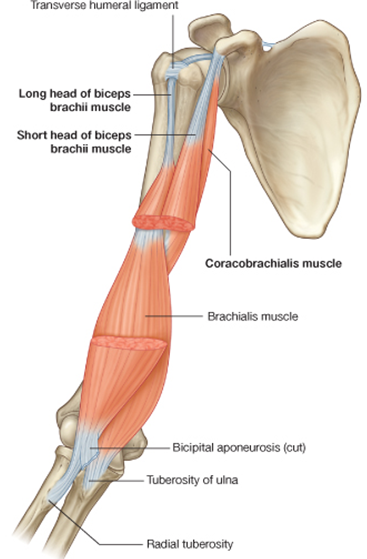 Transverse humeral ligament
Long head of biceps
brachii muscle
Short head of biceps
brachii muscle
Coracobrachialis muscle
Brachialis muscle
Bicipital aponeurosis (cut)
Tuberosity of ulna
Radial tuberosity